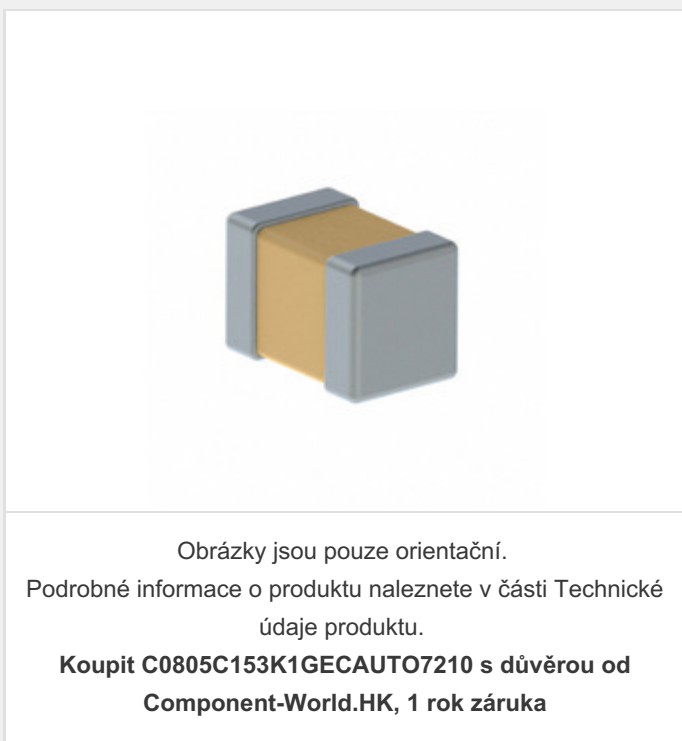 Obrázky jsou pouze orientační.
Podrobné informace o produktu naleznete v části Technické
údaje produktu.
Koupit C0805C153K1GECAUTO7210 s důvěrou od
Component-World.HK, 1 rok záruka